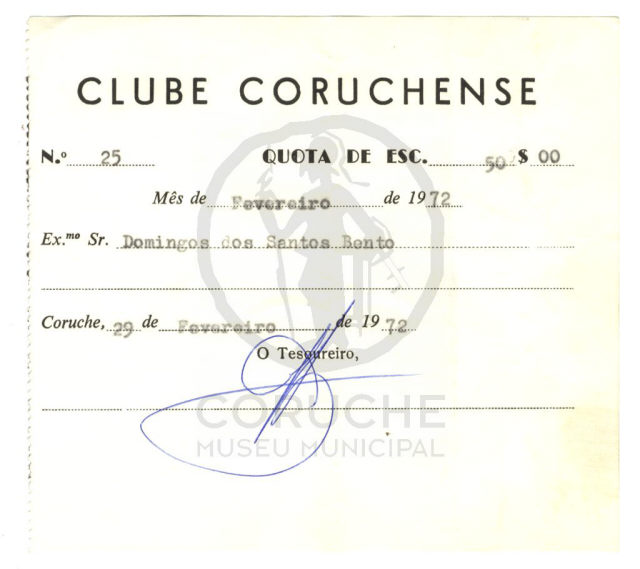 CLUBE CORUCHENSE
N.º 25 QUOTA DE ESC. 50 $ 00
Mês de Fevereiro de 1972
Ex.mo Sr. Domingos dos Santos Bento
Coruche, 29 de Fevereiro de 1972
O Tesoureiro,
CORUCHE
MUSEU MUNICIPAL